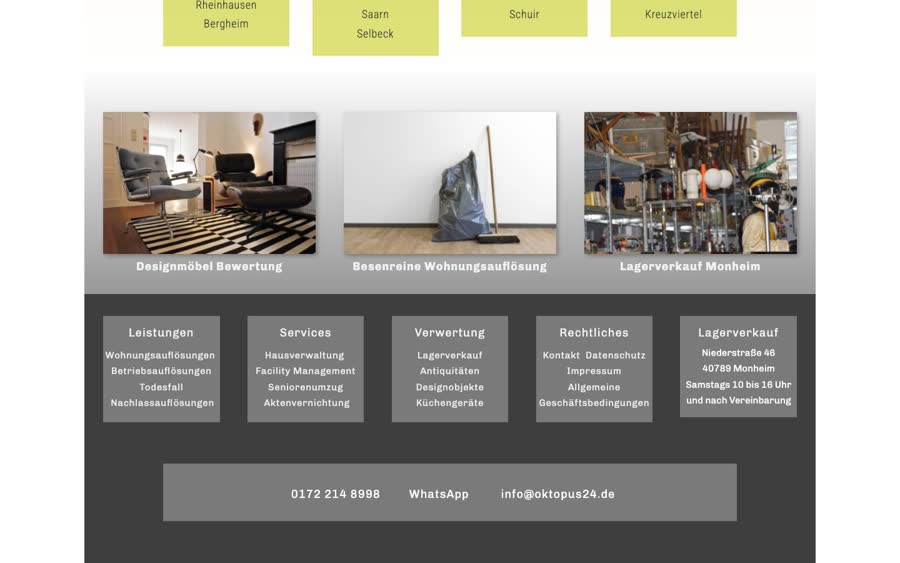 Rheinhausen
Bergheim
Saarn
Selbeck
Schuir
Kreuzviertel
Designmöbel Bewertung
Besenreine Wohnungsauflösung
Lagerverkauf Monheim
Leistungen
Wohnungsauflösungen
Betriebsauflösungen
Todesfall
Nachlassauflösungen
Services
Hausverwaltung
Facility Management
Seniorenumzug
Aktenvernichtung
Verwertung
Lagerverkauf
Antiquitäten
Designobjekte
Küchengeräte
Rechtliches
Kontakt Datenschutz
Impressum
Allgemeine
Geschäftsbedingungen
Lagerverkauf
Niederstraße 46
40789 Monheim
Samstags 10 bis 16 Uhr
und nach Vereinbarung
0172 214 8998 WhatsApp info@oktopus24.de